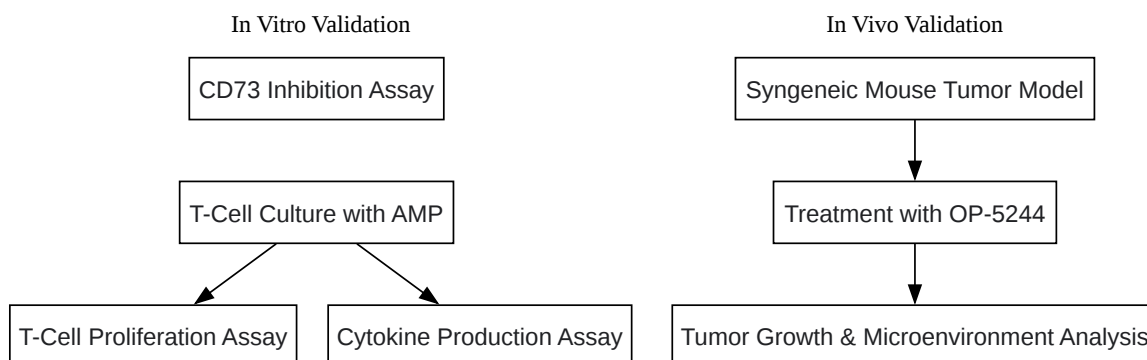 In Vitro Validation
CD73 Inhibition Assay
T-Cell Culture with AMP
T-Cell Proliferation Assay
Cytokine Production Assay
In Vivo Validation
Syngeneic Mouse Tumor Model
Treatment with OP-5244
Tumor Growth & Microenvironment Analysis